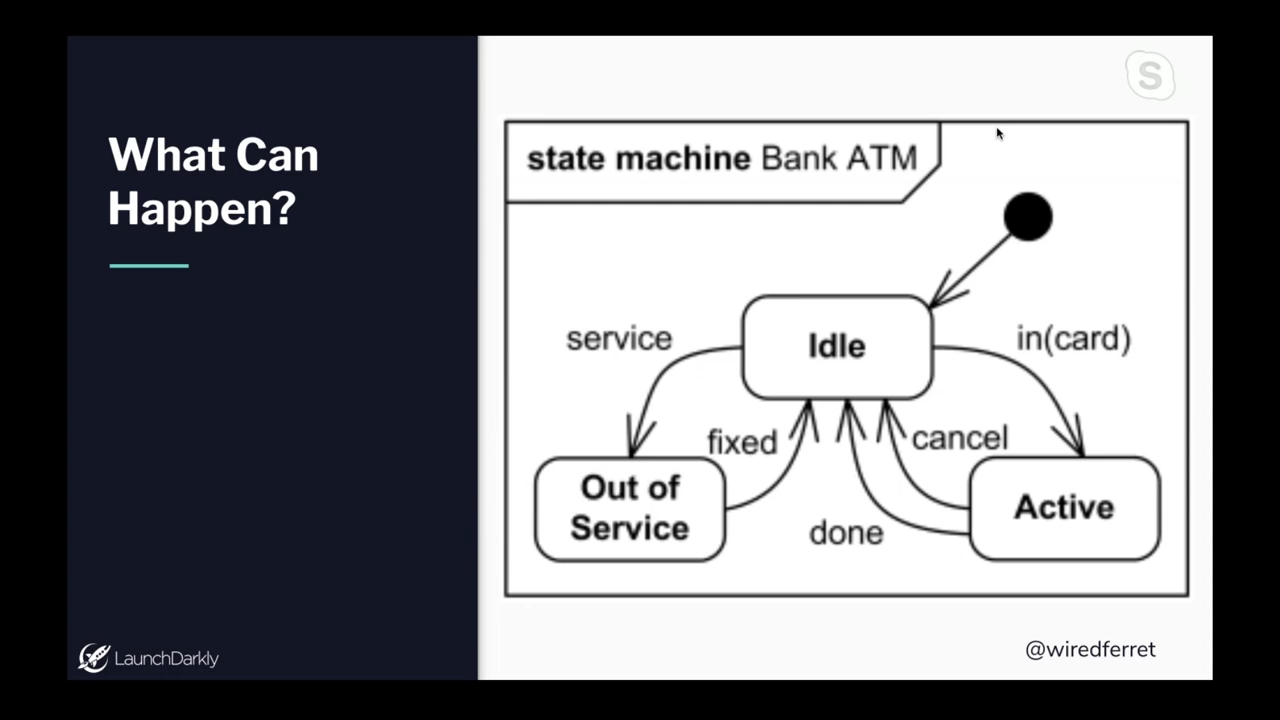 What Can
Happen?
S
state machine Bank ATM
Idle
service
in(card)
fixed
cancel
Out of
Service
done
Active
LaunchDarkly
@wiredferret